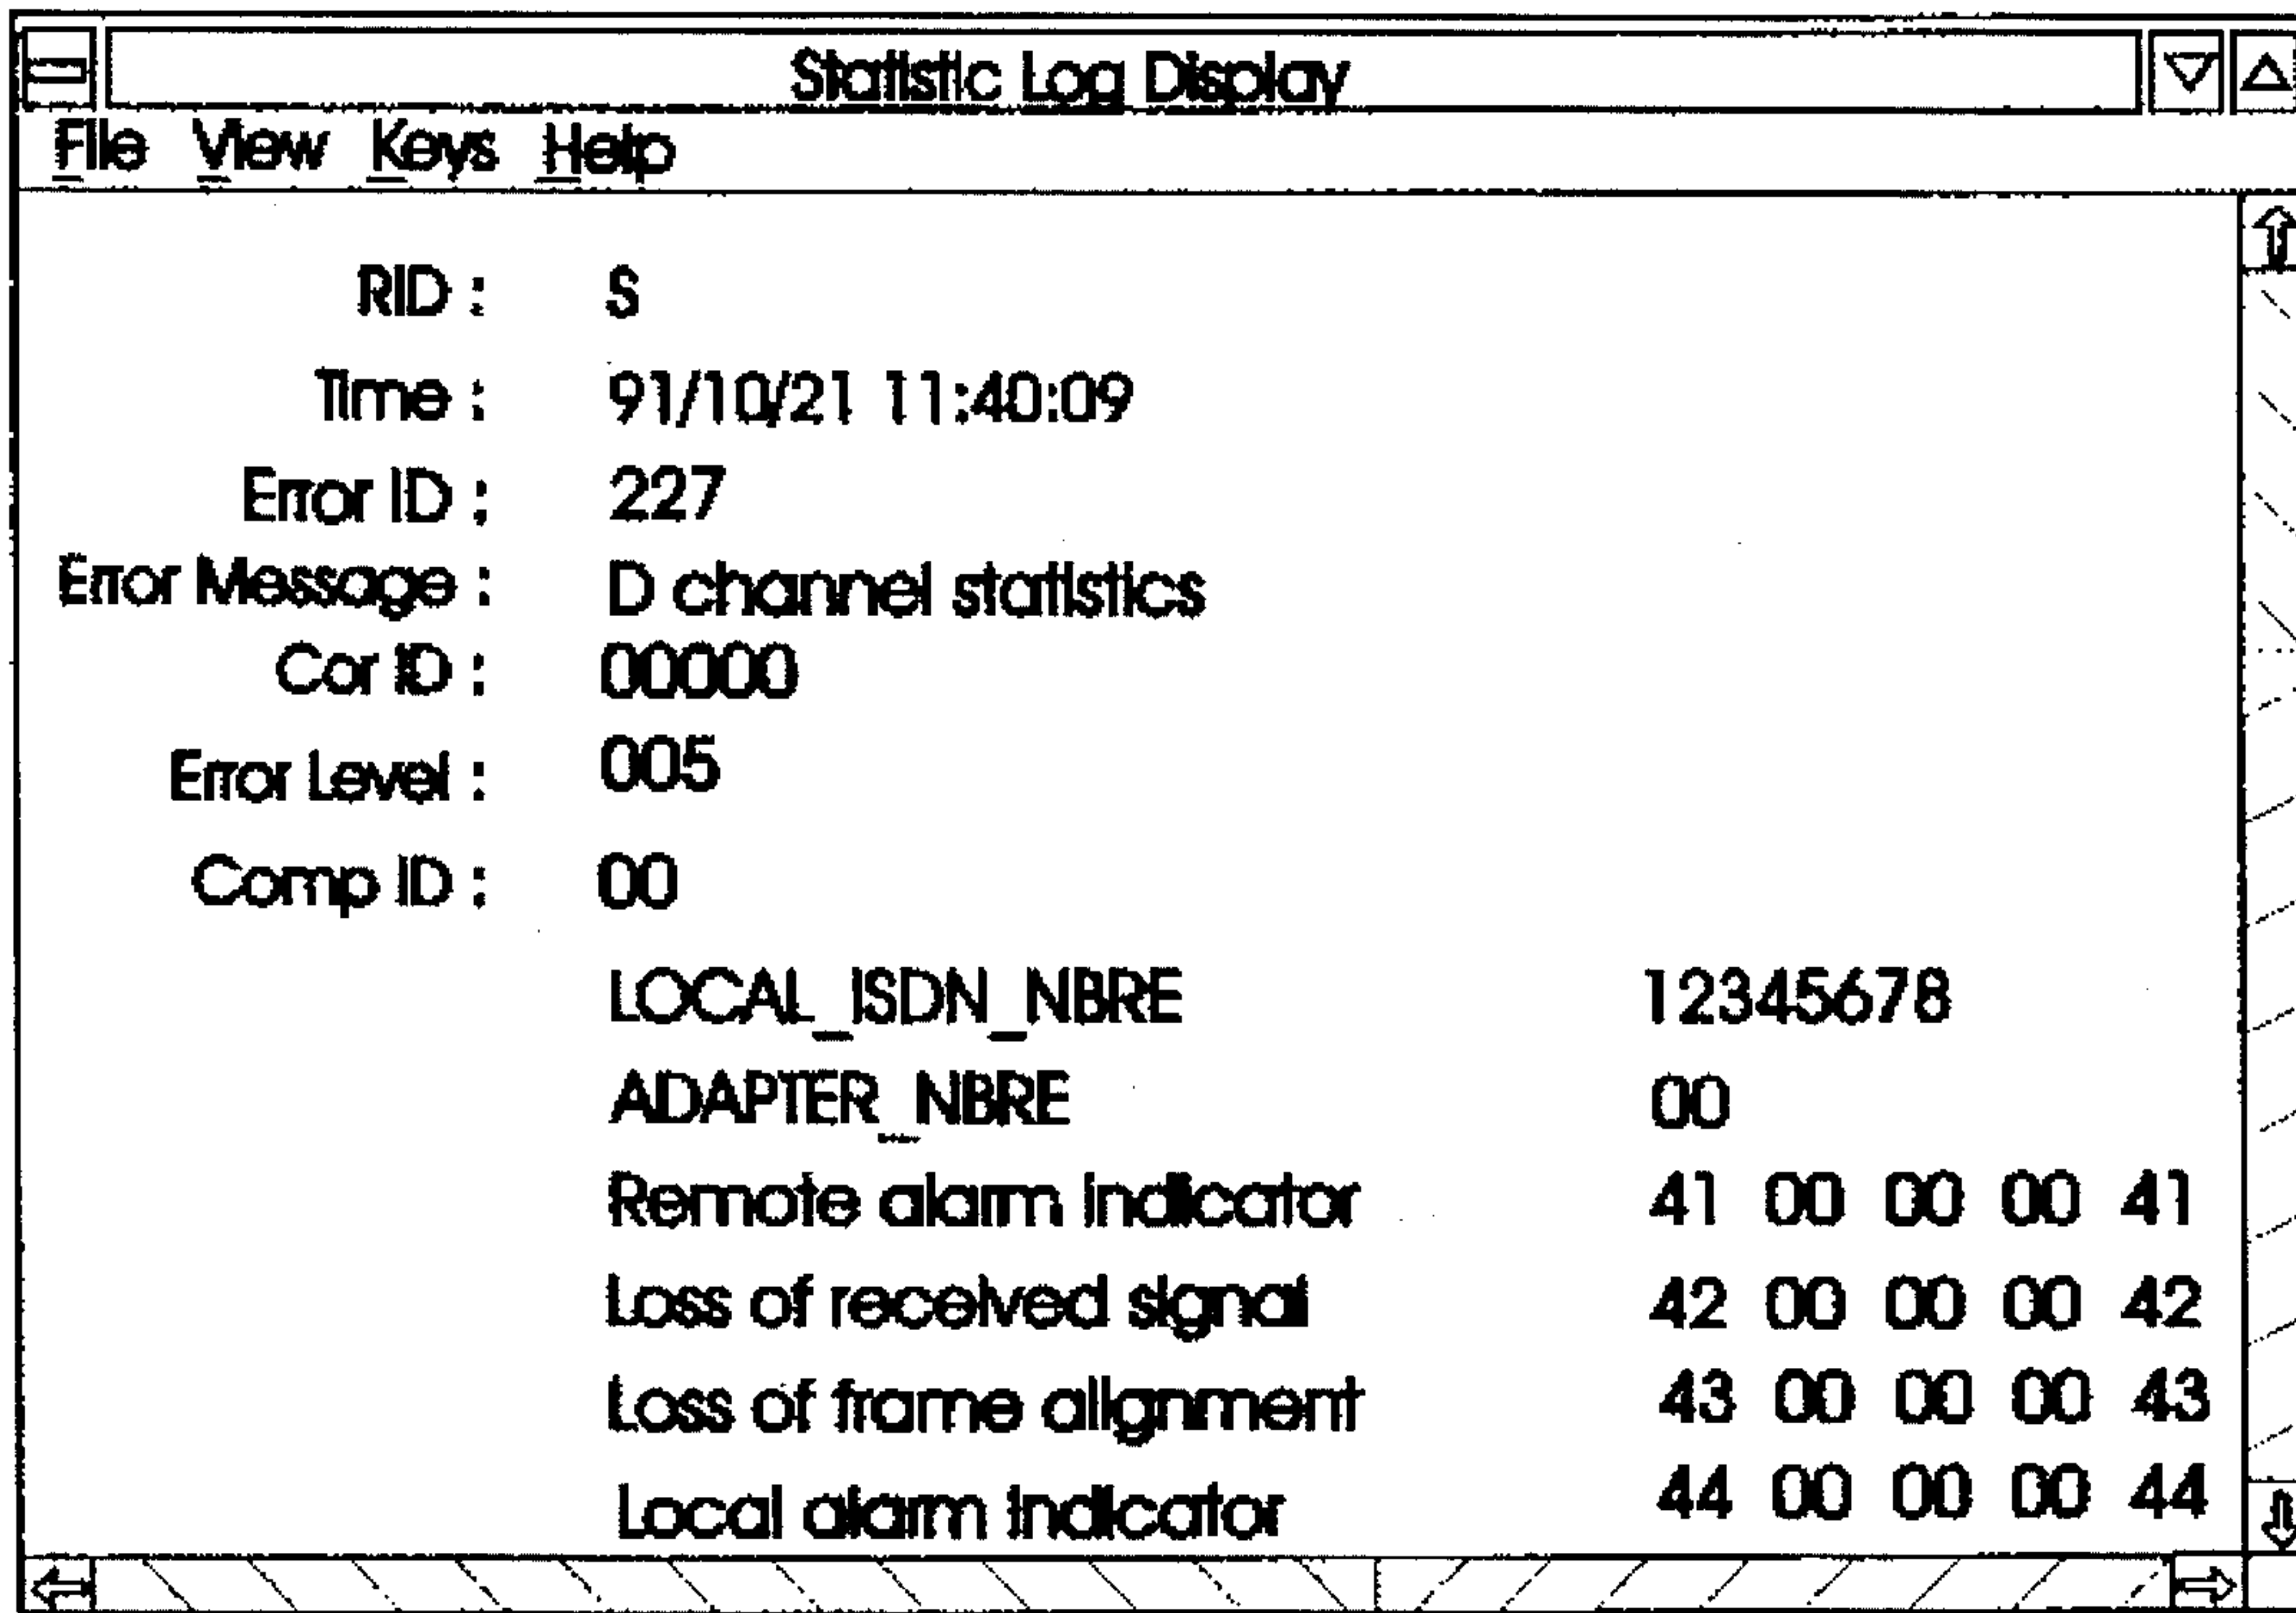 Statistic Log Display
File View Keys Help
RID : S
Time : 91/10/21 11:40:09
Error ID : 227
Error Message : D channel statistics
Cor ID : 00000
Error Level : 005
Comp ID : 00
LOCAL_ISDN_NBRE 12345678
ADAPTER_NBRE 00
Remote alarm indicator 41 00 00 00 41
Loss of received signal 42 00 00 00 42
Loss of frame alignment 43 00 00 00 43
Local alarm indicator 44 00 00 00 44